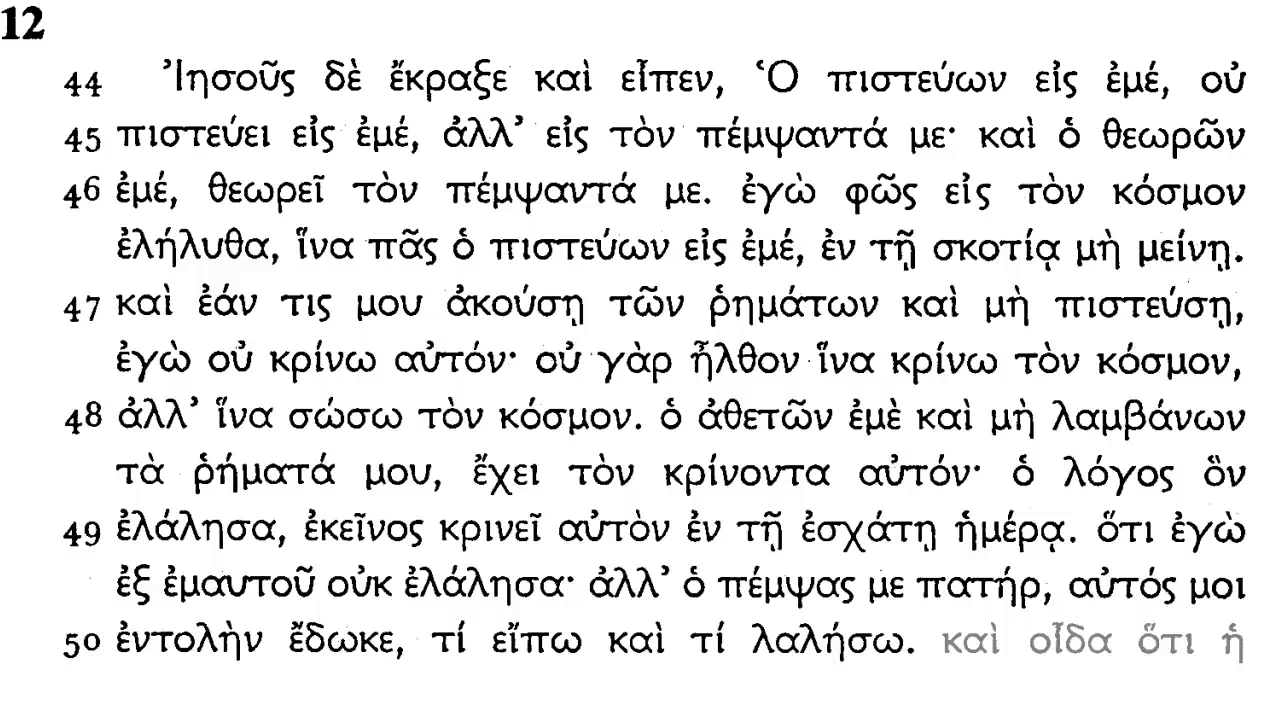 12
44 Ἰησοῦς δὲ ἔκραξε καὶ εἶπεν, Ὁ πιστεύων εἰς ἐμέ, οὐ
45 πιστεύει εἰς ἐμέ, ἀλλ’ εἰς τὸν πέμψαντά με· καὶ ὁ θεωρῶν
46 ἐμέ, θεωρεῖ τὸν πέμψαντά με. ἐγὼ φῶς εἰς τὸν κόσμον
ἐλήλυθα, ἵνα πᾶς ὁ πιστεύων εἰς ἐμέ, ἐν τῇ σκοτίᾳ μὴ μείνῃ.
47 καὶ ἐάν τις μου ἀκούσῃ τῶν ῥημάτων καὶ μὴ πιστεύσῃ,
ἐγὼ οὐ κρίνω αὐτόν· οὐ γὰρ ἦλθον ἵνα κρίνω τὸν κόσμον,
48 ἀλλ’ ἵνα σώσω τὸν κόσμον. ὁ ἀθετῶν ἐμὲ καὶ μὴ λαμβάνων
τὰ ῥήματά μου, ἔχει τὸν κρίνοντα αὐτόν· ὁ λόγος ὃν
49 ἐλάλησα, ἐκεῖνος κρινεῖ αὐτὸν ἐν τῇ ἐσχάτῃ ἡμέρᾳ. ὅτι ἐγὼ
ἐξ ἐμαυτοῦ οὐκ ἐλάλησα· ἀλλ’ ὁ πέμψας με πατήρ, αὐτός μοι
50 ἐντολὴν ἔδωκε, τί εἴπω καὶ τί λαλήσω. καὶ οἶδα ὅτι ἡ